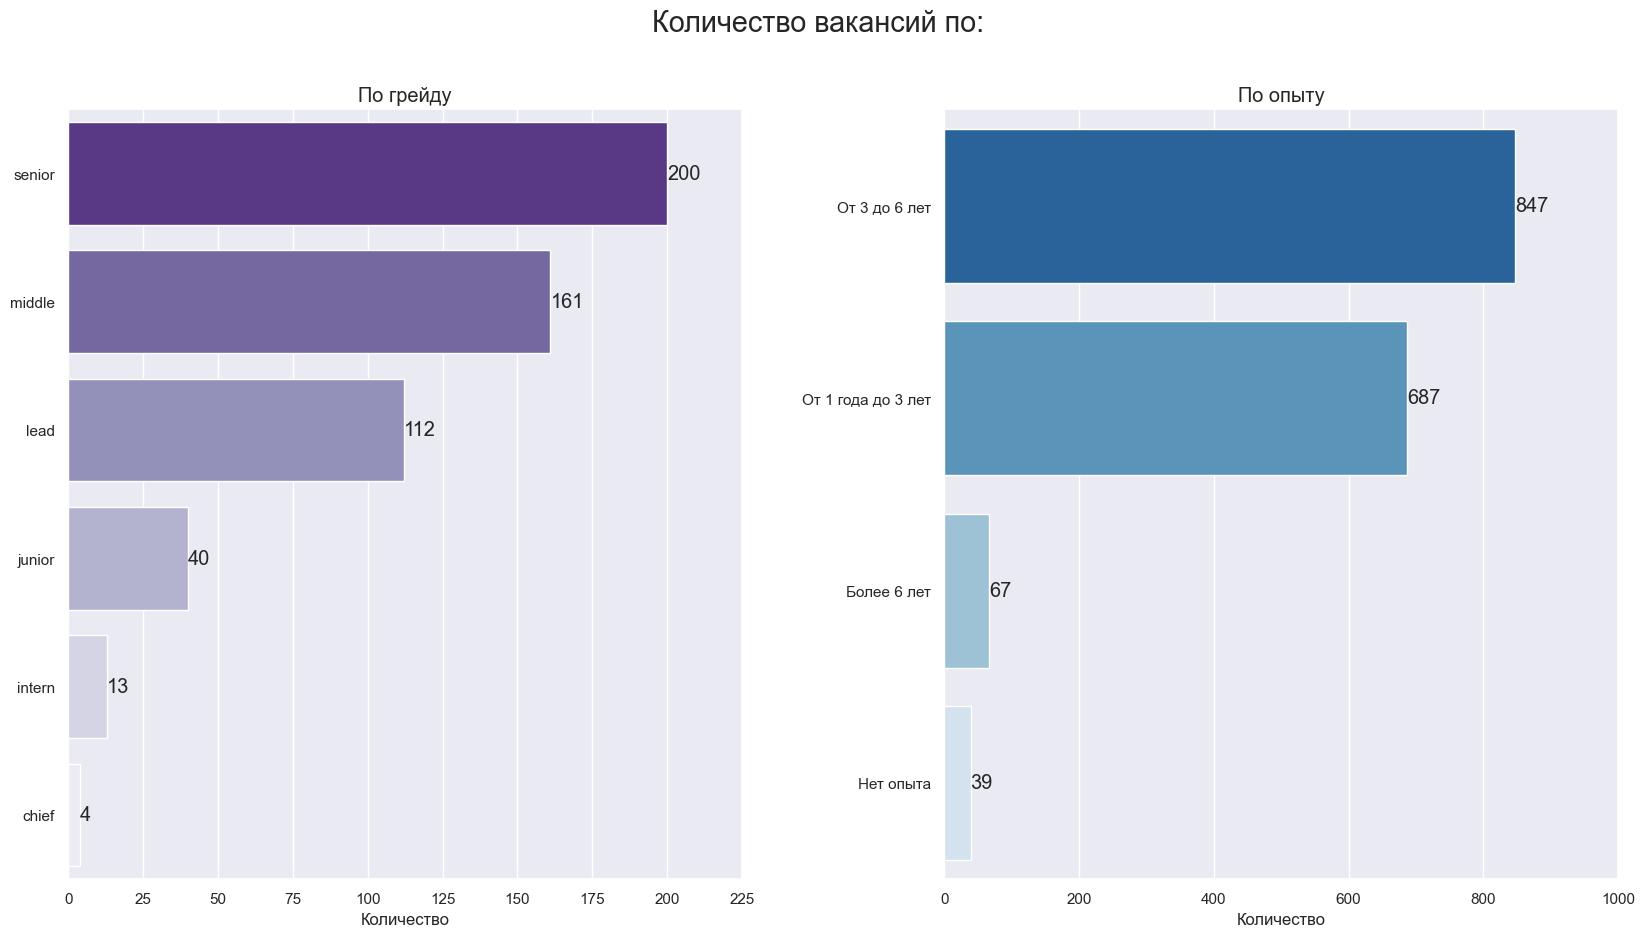 Количество вакансий по:
По грейду
senior
200
middle
161
lead
112
junior
40
intern
13
chief
4
0 25 50 75 100 125 150 175 200 225
Количество
По опыту
От 3 до 6 лет
847
От 1 года до 3 лет
687
Более 6 лет
67
Нет опыта
39
0 200 400 600 800 1000
Количество